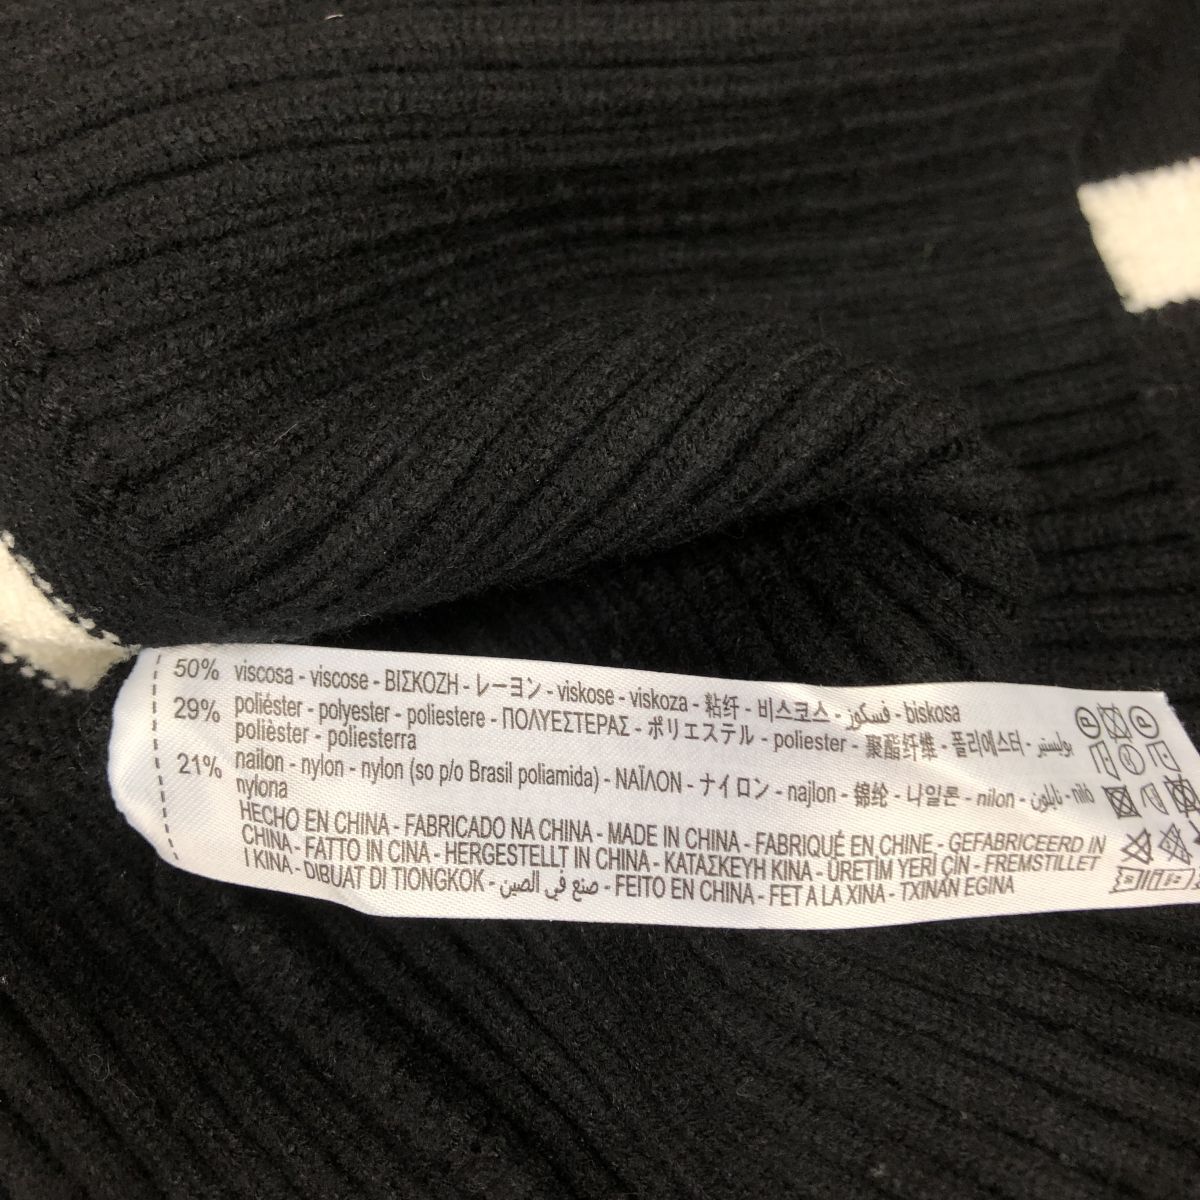 50% viscosa - viscose - ΒΙΣΚΟΖΗ - レーヨン - viskose - viskoza - 粘纤 - 비스코스 - فسكوز - biskosa
29% poliéster - polyester - poliestere - ΠΟΛΥΕΣΤΕΡΑΣ - ポリエステル - poliester - 聚酯纤维 - 폴리에스터 - بوليستير -
polièster - poliesterra
21% nailon - nylon - nylon (so p/o Brasil poliamida) - ΝΑΪΛΟΝ - ナイロン - najlon - 锦纶 - 나일론 - nilon - نايلون - niló
nylona
HECHO EN CHINA - FABRICADO NA CHINA - MADE IN CHINA - FABRIQUÉ EN CHINE - GEFABRICEERD IN
CHINA - FATTO IN CINA - HERGESTELLT IN CHINA - ΚΑΤΑΣΚΕΥΗ ΚΙΝΑ - ÜRETİM YERİ ÇİN - FREMSTILLET
I KINA - DIBUAT DI TIONGKOK - صنع في الصين - FEITO EN CHINA - FET A LA XINA - TXINAN EGINA